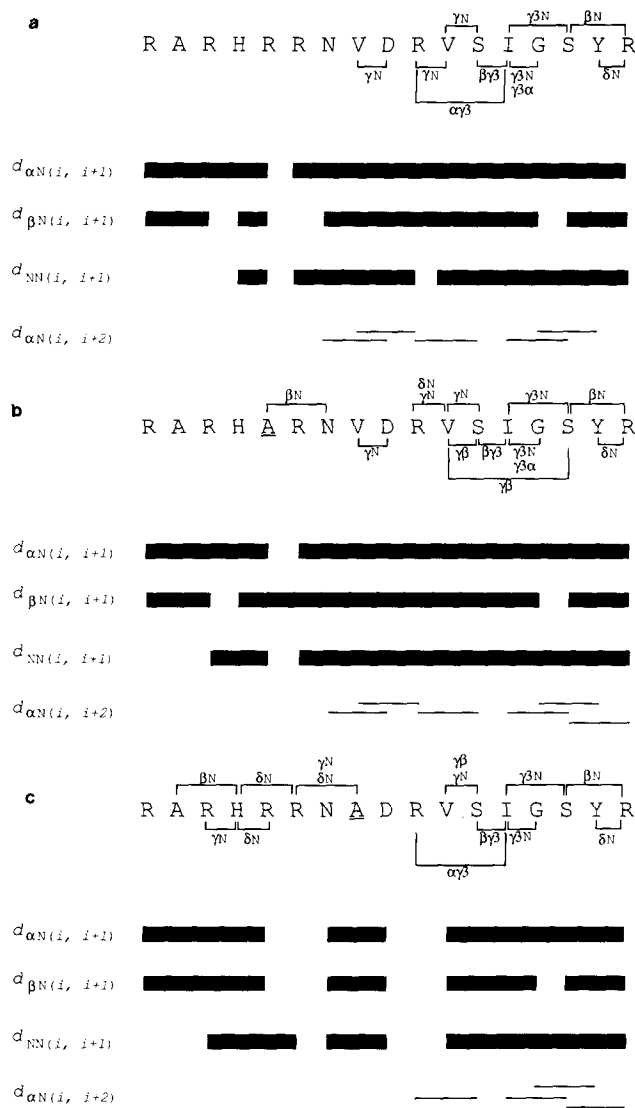 a
γN γ3N βN
R A R H R R N V D R V S I G S Y R
γN γN βγ3 γ3N δN
γ3α
αγ3
dαN(i, i+1)
dβN(i, i+1)
dNN(i, i+1)
dαN(i, i+2)
δN
βN γN γN γ3N βN
b
R A R H A R N V D R V S I G S Y R
γN γβ βγ3 γ3N δN
γ3α
γβ
dαN(i, i+1)
dβN(i, i+1)
dNN(i, i+1)
dαN(i, i+2)
γN γβ
βN δN δN γN γ3N βN
c
R A R H R R N A D R V S I G S Y R
γN δN βγ3 γ3N δN
αγ3
dαN(i, i+1)
dβN(i, i+1)
dNN(i, i+1)
dαN(i, i+2)